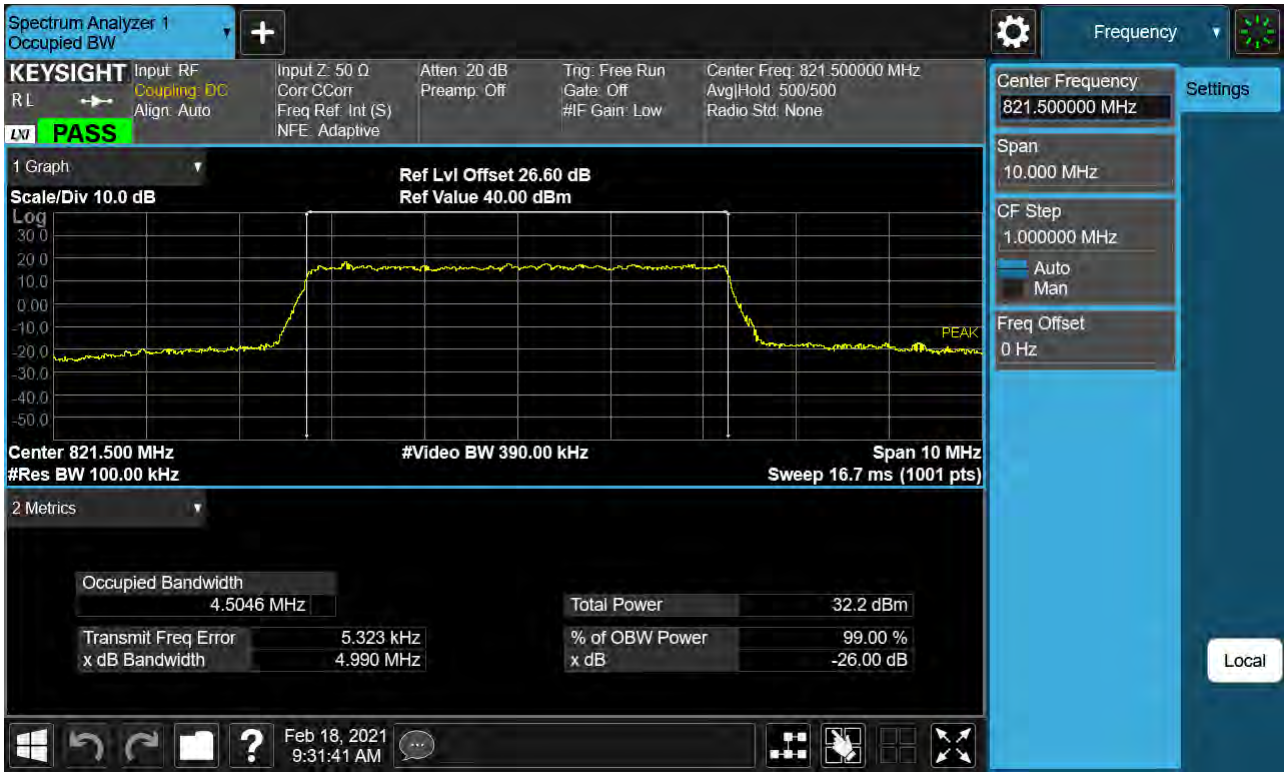 Spectrum Analyzer 1
Occupied BW
+
Frequency
KEYSIGHT Input: RF Input Z: 50 Ω Atten: 20 dB Trig: Free Run Center Freq: 821.500000 MHz
RL Coupling: DC Corr CCorr Preamp: Off Gate: Off Avg|Hold: 500/500
Align: Auto Freq Ref: Int (S) #IF Gain: Low Radio Std: None
LXI PASS NFE: Adaptive
Center Frequency
821.500000 MHz
Settings
Span
10.000 MHz
CF Step
1.000000 MHz
Auto
Man
Freq Offset
0 Hz
Local
1 Graph
Ref Lvl Offset 26.60 dB
Scale/Div 10.0 dB Ref Value 40.00 dBm
Log
30.0
20.0
10.0
0.00
-10.0
PEAK
-20.0
-30.0
-40.0
-50.0
Center 821.500 MHz #Video BW 390.00 kHz Span 10 MHz
#Res BW 100.00 kHz Sweep 16.7 ms (1001 pts)
2 Metrics
Occupied Bandwidth
4.5046 MHz Total Power 32.2 dBm
Transmit Freq Error 5.323 kHz % of OBW Power 99.00 %
x dB Bandwidth 4.990 MHz x dB -26.00 dB
? Feb 18, 2021
9:31:41 AM